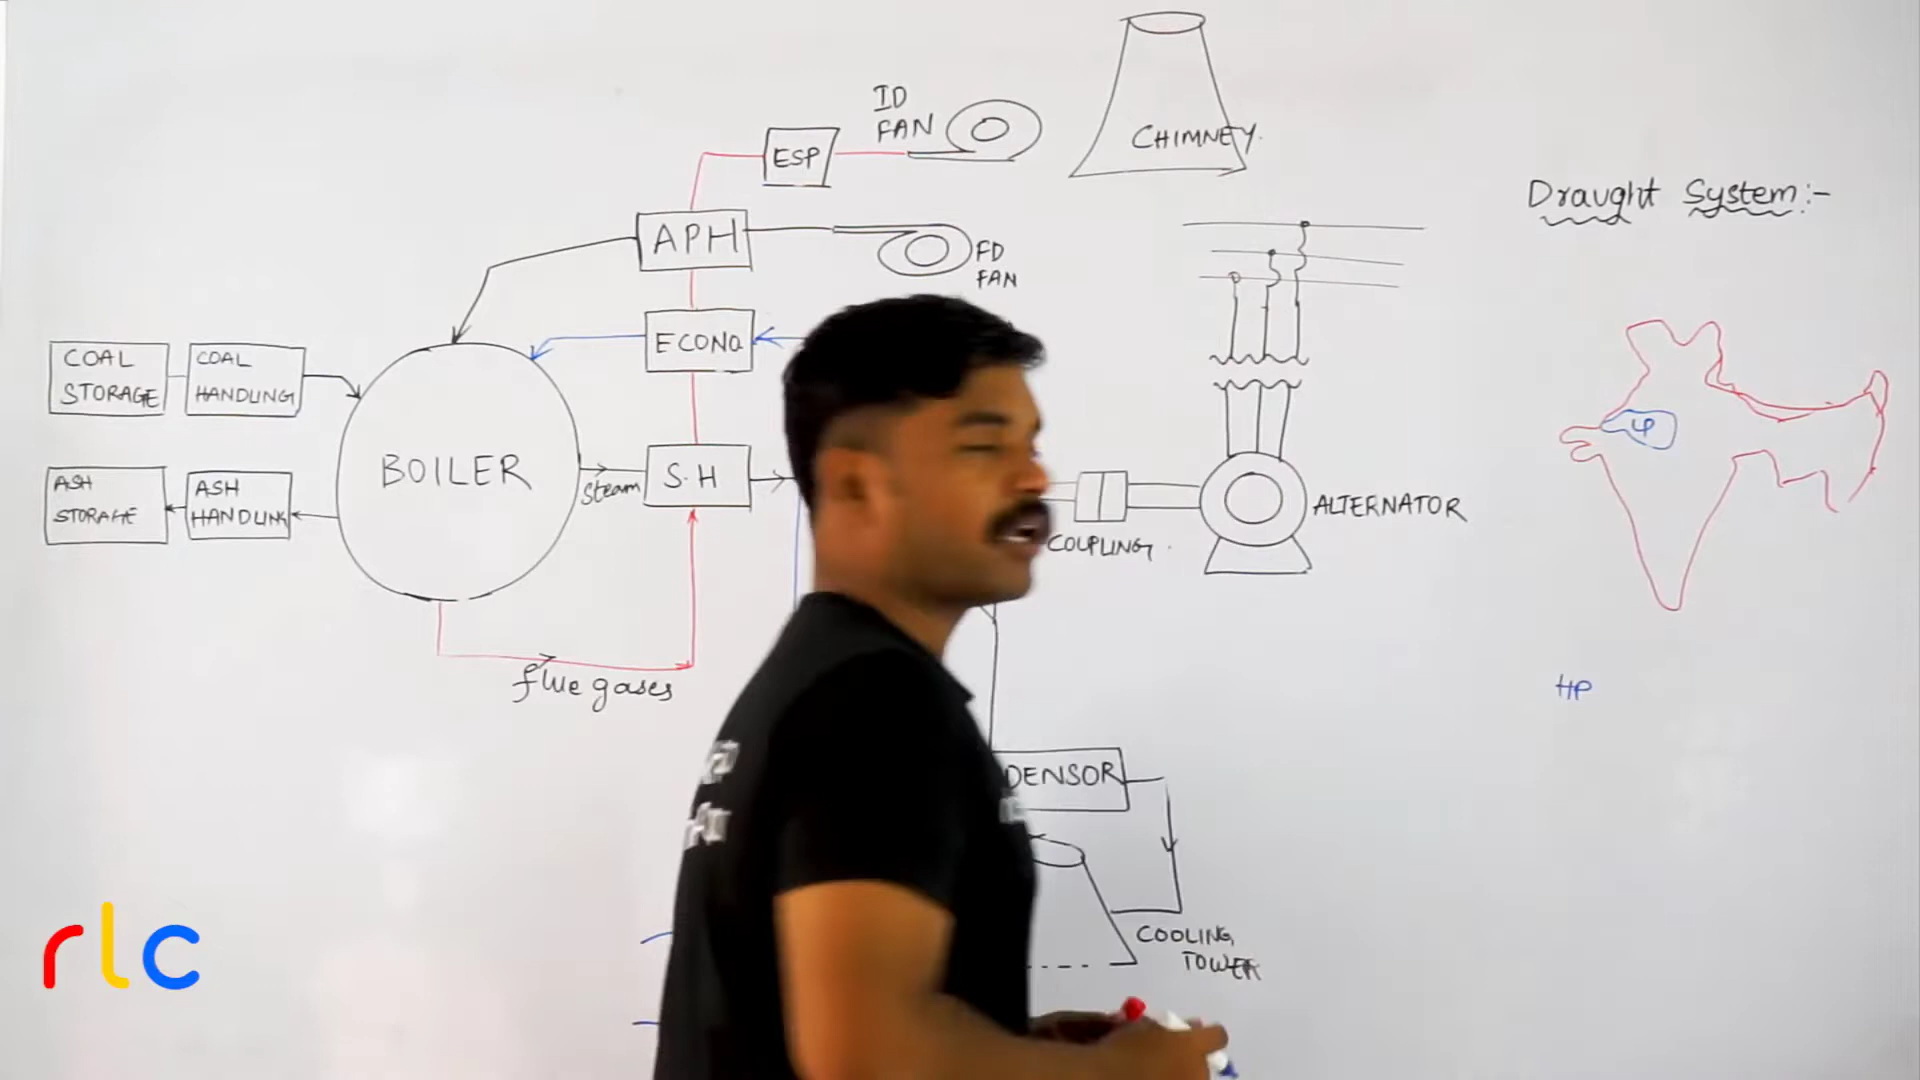 ID
FAN
CHIMNEY.
ESP
Draught System:-
APH
FD
FAN
ECONO
COAL
STORAGE
COAL
HANDLING
LP
BOILER
S.H
steam
ASH
STORAGE
ASH
HANDLING
ALTERNATOR
COUPLING
flue gases
HP
DENSOR
COOLING
TOWER
rlc